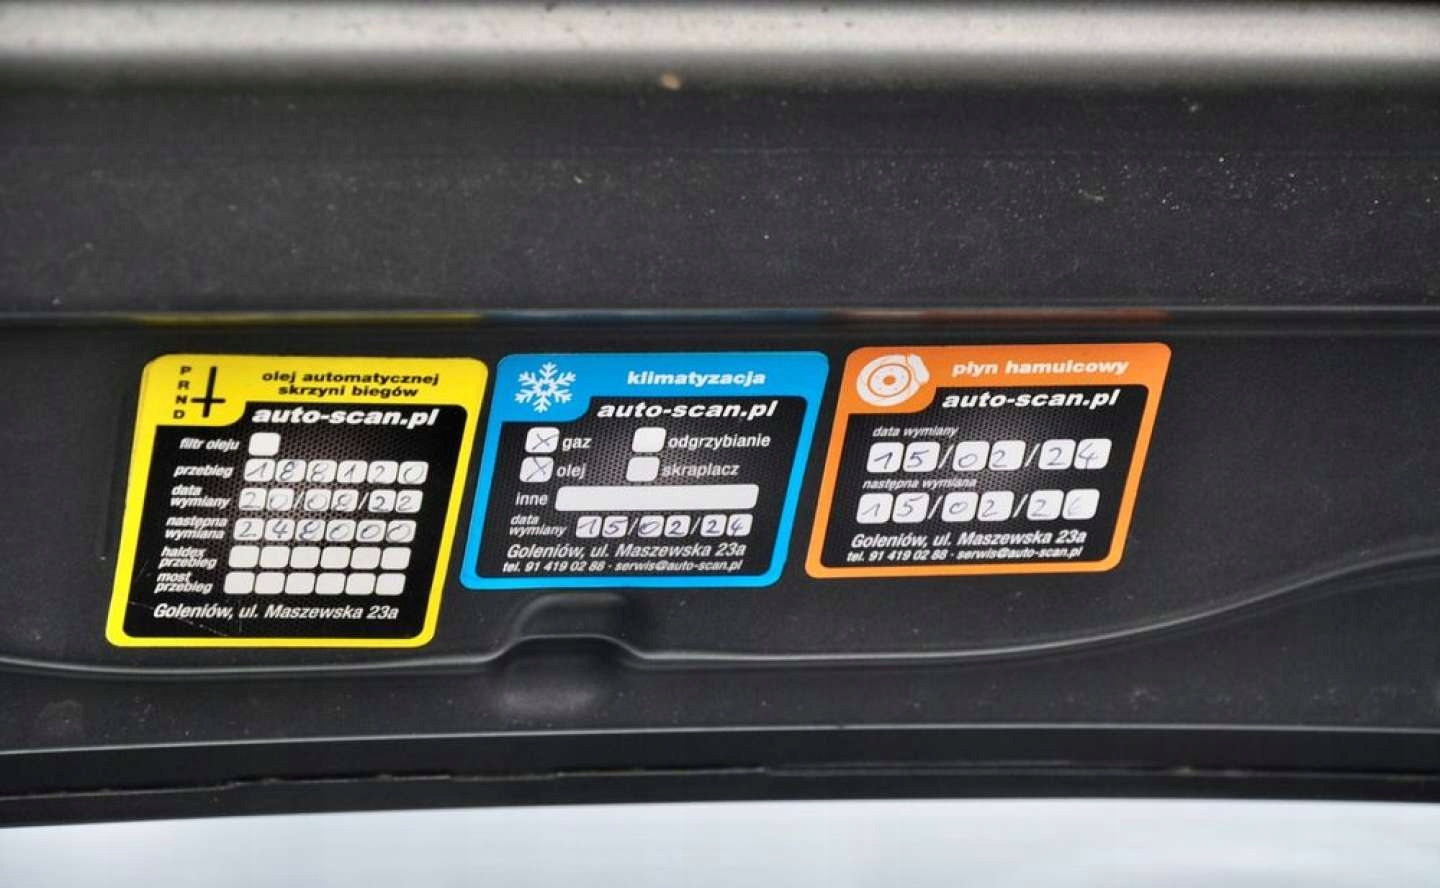 P
R
N
D
olej automatycznej
skrzyni biegów
auto-scan.pl
filtr oleju
przebieg 188120
data
wymiany 20/08/22
następna
wymiana 248000
haldex
przebieg
most
przebieg
Goleniów, ul. Maszewska 23a
klimatyzacja
auto-scan.pl
X gaz odgrzybianie
X olej skraplacz
inne
data
wymiany 15/02/24
Goleniów, ul. Maszewska 23a
tel. 91 419 02 88 · serwis@auto-scan.pl
płyn hamulcowy
auto-scan.pl
data wymiany
15/02/24
następna wymiana
15/02/26
Goleniów, ul. Maszewska 23a
tel. 91 419 02 88 · serwis@auto-scan.pl